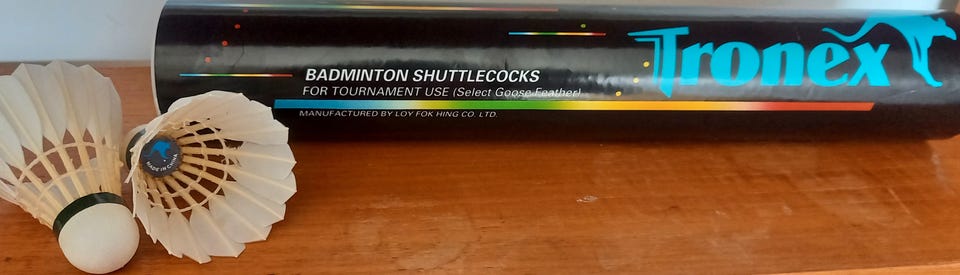 Tronex
BADMINTON SHUTTLECOCKS
FOR TOURNAMENT USE (Select Goose Feather)
MANUFACTURED BY LOY FOK HING CO. LTD.
MADE IN CHINA